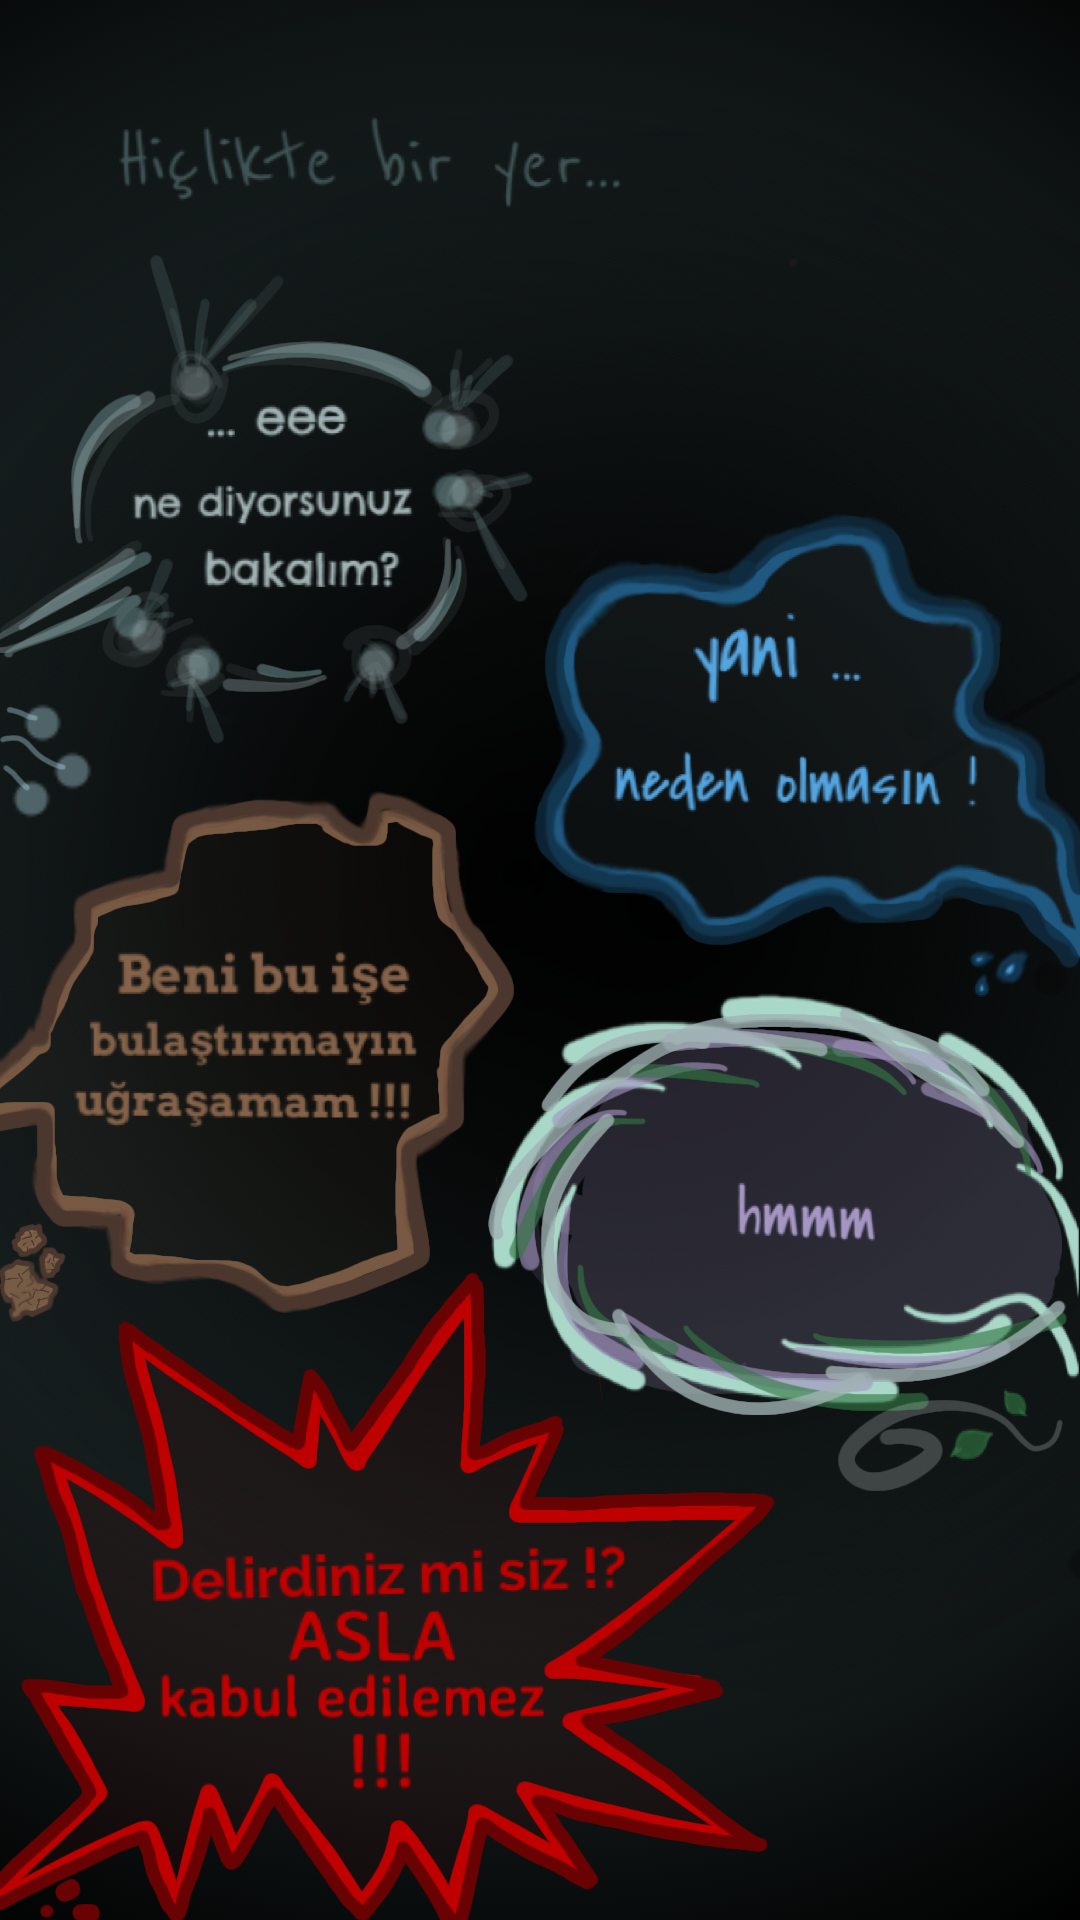 Hiçlikte bir yer...
... eee
ne diyorsunuz
bakalım?
yani ...
neden olmasın !
Beni bu işe
bulaştırmayın
uğraşamam !!!
hmmm
Delirdiniz mi siz !?
ASLA
kabul edilemez
!!!